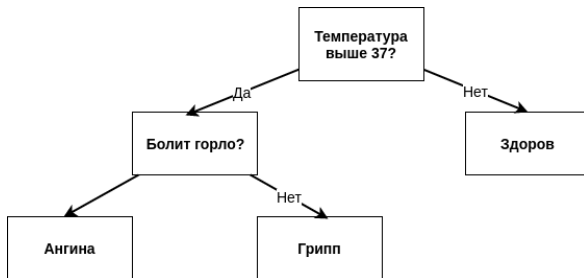 Температура
выше 37?
Да
Нет
Болит горло?
Здоров
Нет
Ангина
Грипп